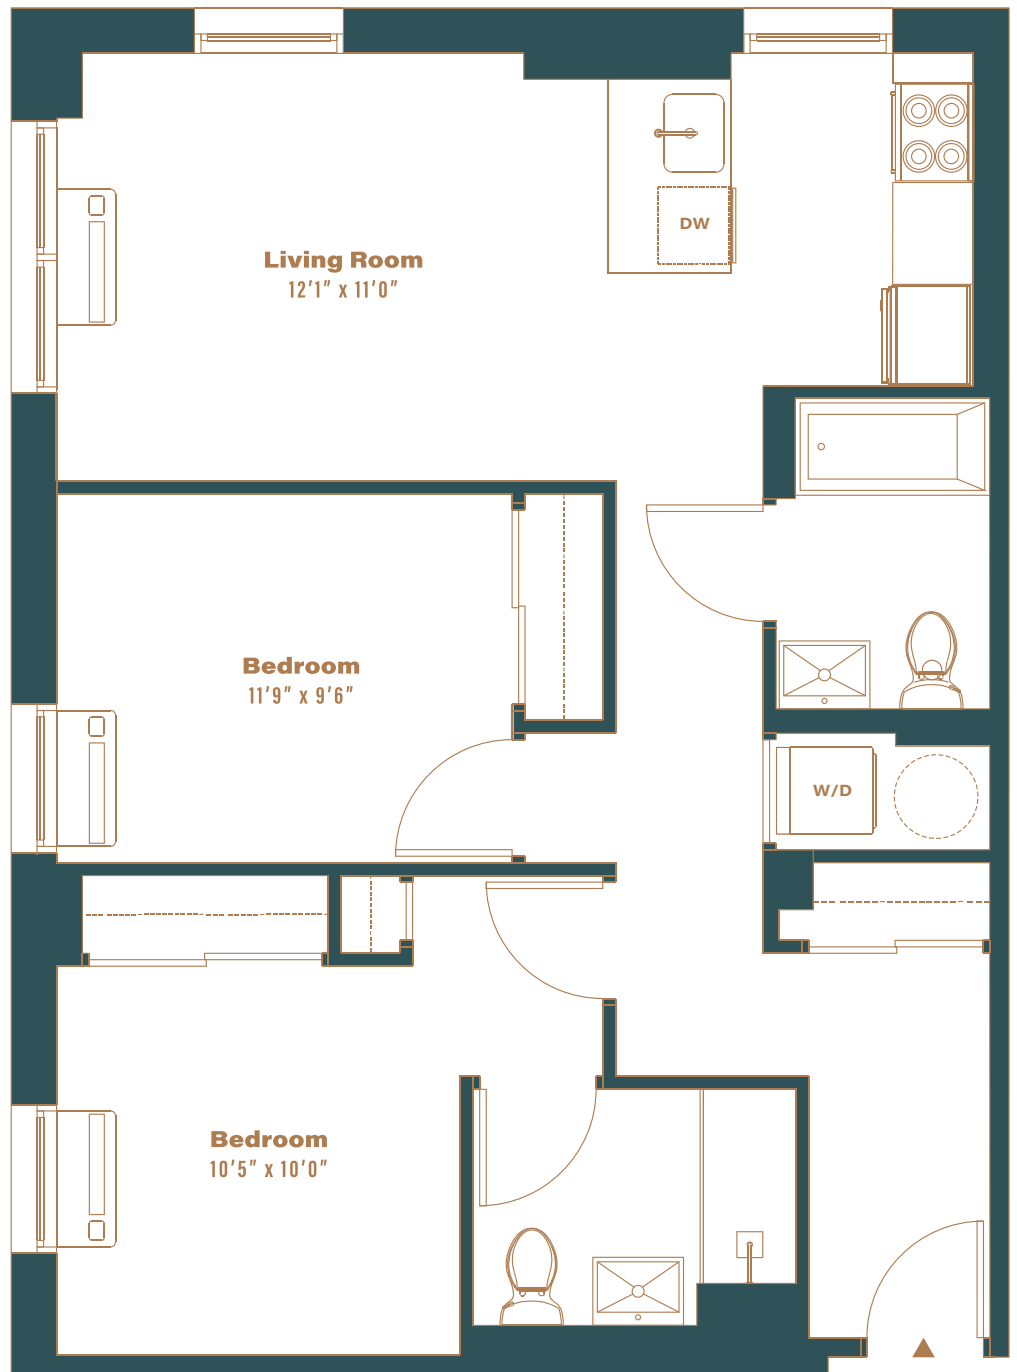 DW
Living Room
12'1" x 11'0"
Bedroom
11'9" x 9'6"
W/D
Bedroom
10'5" x 10'0"